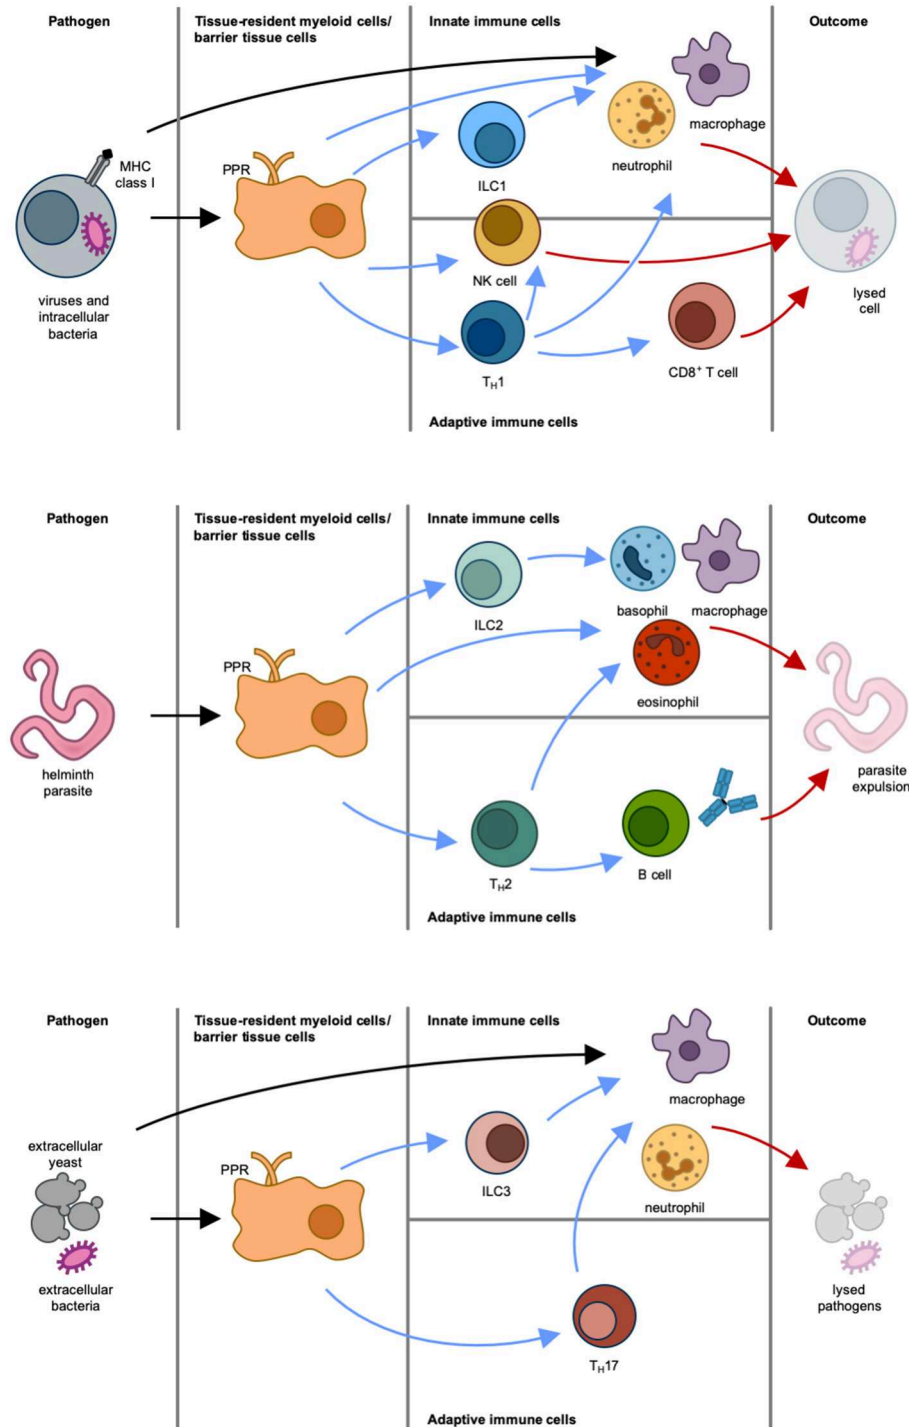 Pathogen
Tissue-resident myeloid cells/
barrier tissue cells
Innate immune cells
Outcome
MHC
class I
PPR
ILC1
neutrophil
macrophage
viruses and
intracellular
bacteria
NK cell
lysed
cell
TH1
CD8+ T cell
Adaptive immune cells
Pathogen
Tissue-resident myeloid cells/
barrier tissue cells
Innate immune cells
Outcome
PPR
ILC2
basophil
macrophage
eosinophil
helminth
parasite
parasite
expulsion
TH2
B cell
Adaptive immune cells
Pathogen
Tissue-resident myeloid cells/
barrier tissue cells
Innate immune cells
Outcome
extracellular
yeast
PPR
ILC3
macrophage
neutrophil
extracellular
bacteria
lysed
pathogens
TH17
Adaptive immune cells